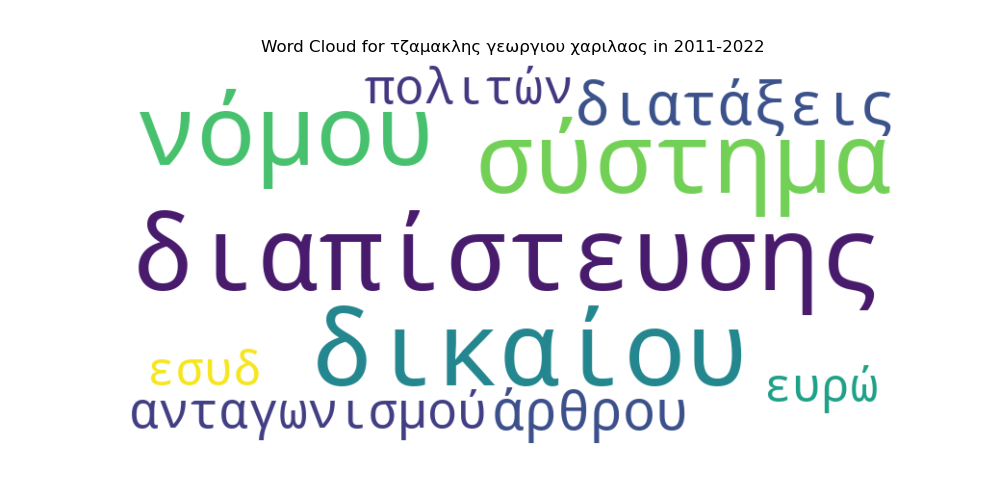 Word Cloud for τζαμακλης γεωργιου χαριλαος in 2011-2022
πολιτών διατάξεις
νόμου σύστημα
διαπίστευσης
δικαίου
εσυδ ευρώ
ανταγωνισμού άρθρου